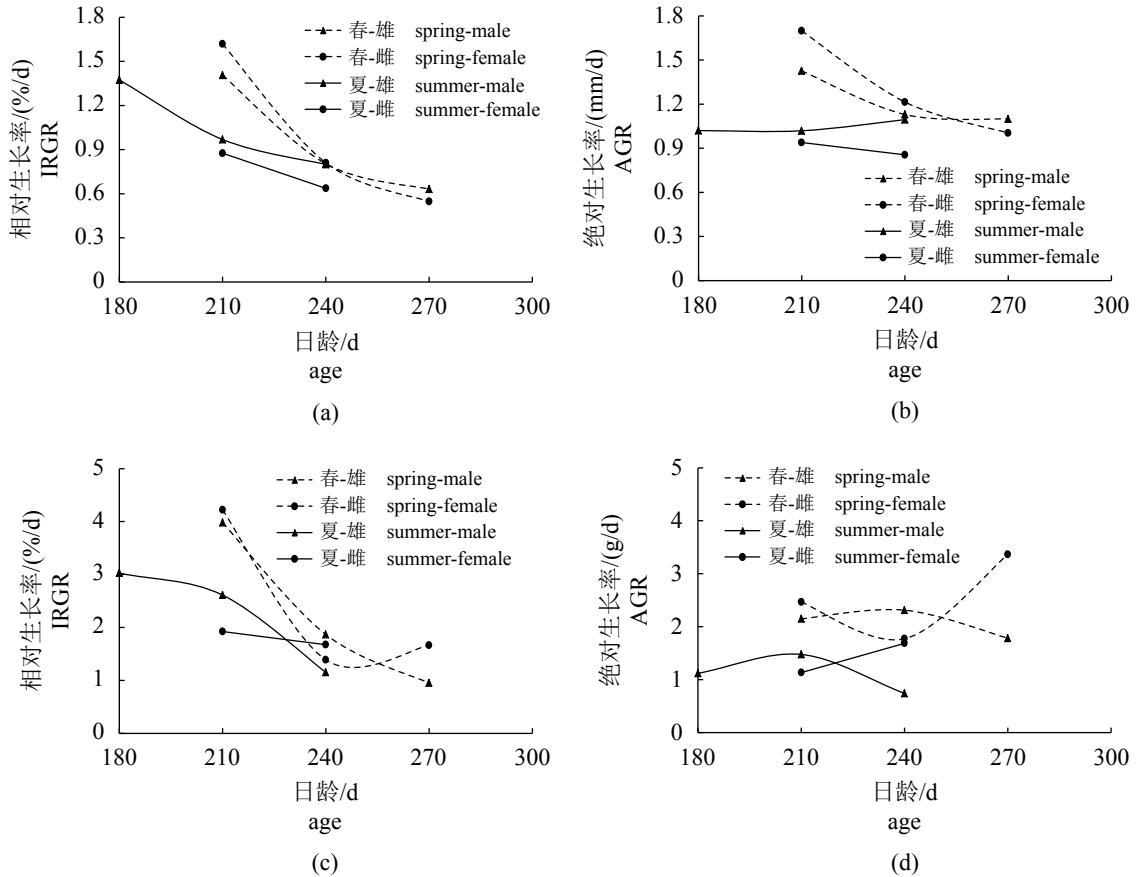 1.8
1.5
1.2
0.9
0.6
0.3
0
相对生长率/(%/d)
IRGR
春-雄 spring-male
春-雌 spring-female
夏-雄 summer-male
夏-雌 summer-female
180 210 240 270 300
日龄/d
age
(a)
1.8
1.5
1.2
0.9
1.6
1.3
0
绝对生长率/(mm/d)
AGR
春-雄 spring-male
春-雌 spring-female
夏-雄 summer-male
夏-雌 summer-female
180 210 240 270 300
日龄/d
age
(b)
5
4
3
2
1
0
相对生长率/(%/d)
IRGR
春-雄 spring-male
春-雌 spring-female
夏-雄 summer-male
夏-雌 summer-female
180 210 240 270 300
日龄/d
age
(c)
5
4
3
2
1
0
绝对生长率/(g/d)
AGR
春-雄 spring-male
春-雌 spring-female
夏-雄 summer-male
夏-雌 summer-female
180 210 240 270 300
日龄/d
age
(d)